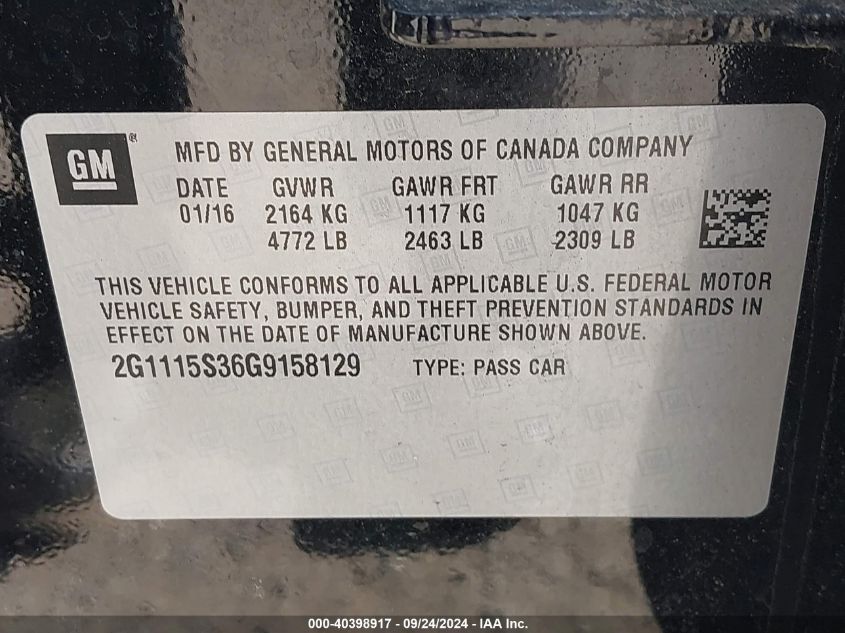 GM ®
MFD BY GENERAL MOTORS OF CANADA COMPANY
DATE GVWR GAWR FRT GAWR RR
01/16 2164 KG 1117 KG 1047 KG
4772 LB 2463 LB 2309 LB
THIS VEHICLE CONFORMS TO ALL APPLICABLE U.S. FEDERAL MOTOR
VEHICLE SAFETY, BUMPER, AND THEFT PREVENTION STANDARDS IN
EFFECT ON THE DATE OF MANUFACTURE SHOWN ABOVE.
2G1115S36G9158129 TYPE: PASS CAR
000-40398917 - 09/24/2024 - IAA Inc.